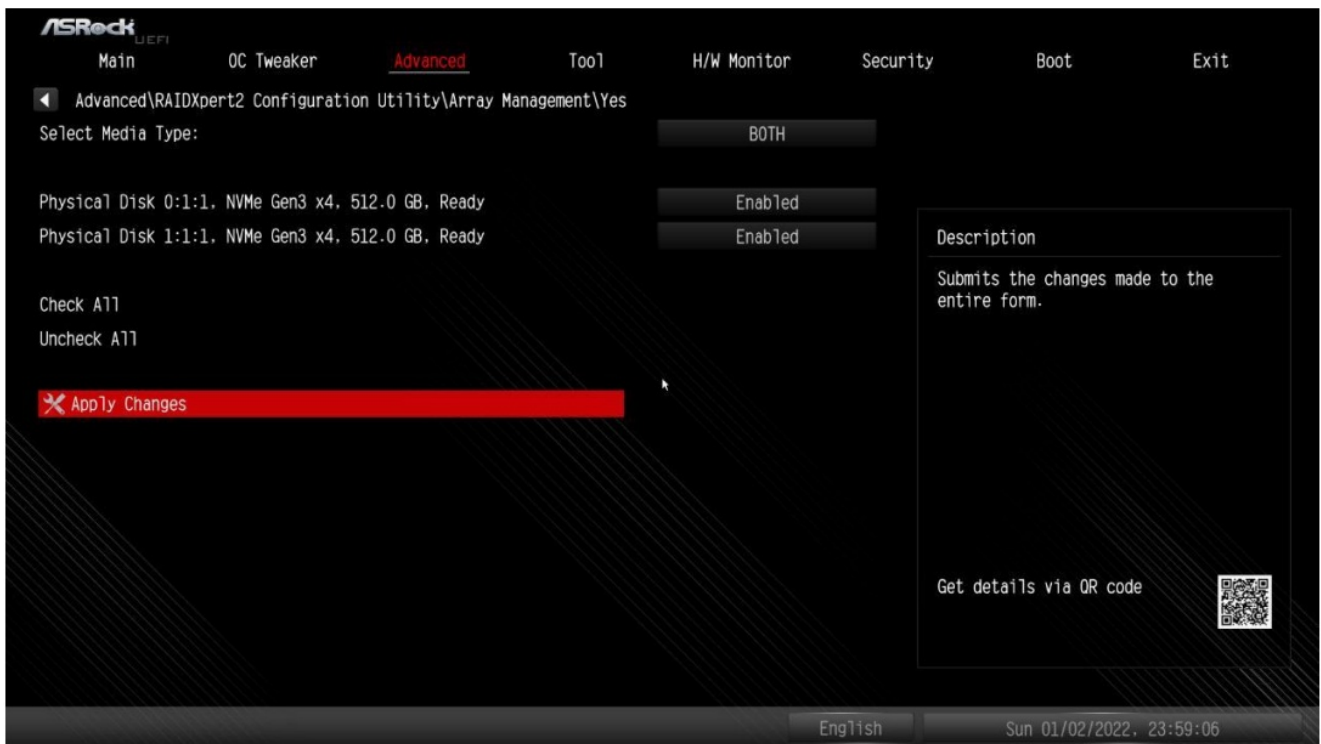 ASRock
UEFI
Main OC Tweaker Advanced Tool H/W Monitor Security Boot Exit
Advanced\RAIDXpert2 Configuration Utility\Array Management\Yes
Select Media Type: BOTH
Physical Disk 0:1:1, NVMe Gen3 x4, 512.0 GB, Ready Enabled
Physical Disk 1:1:1, NVMe Gen3 x4, 512.0 GB, Ready Enabled
Check All
Uncheck All
Apply Changes
Description
Submits the changes made to the
entire form.
Get details via QR code
English Sun 01/02/2022, 23:59:06